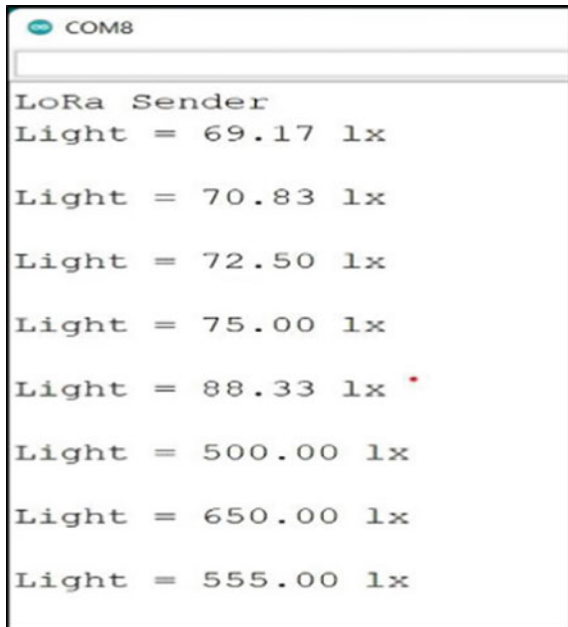 COM8
LoRa Sender
Light = 69.17 lx
Light = 70.83 lx
Light = 72.50 lx
Light = 75.00 lx
Light = 88.33 lx
Light = 500.00 lx
Light = 650.00 lx
Light = 555.00 lx